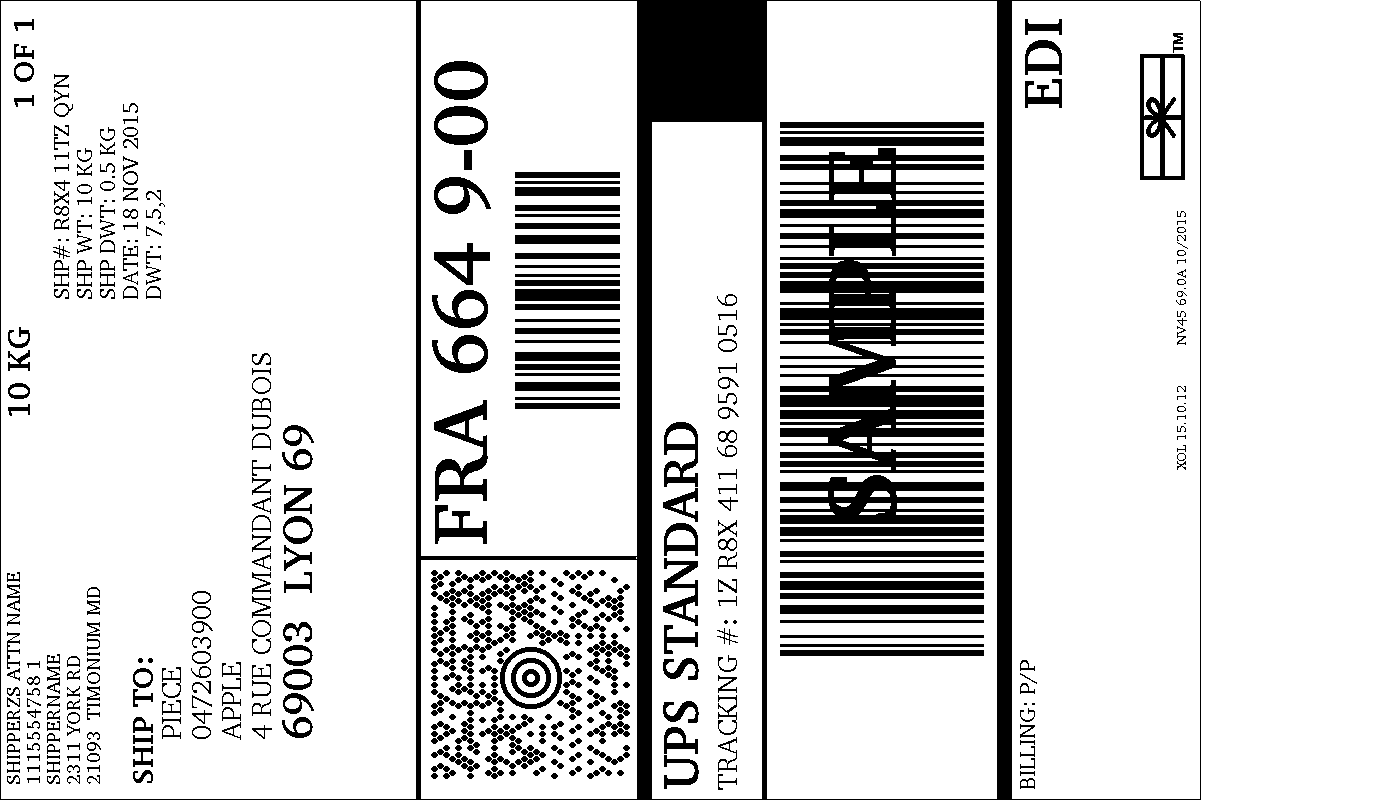 SHIPPERZS ATTN NAME
1115554758 1
SHIPPERNAME
2311 YORK RD
21093 TIMONIUM MD
10 KG
1 OF 1
SHP#: R8X4 11TZ QYN
SHP WT: 10 KG
SHP DWT: 0.5 KG
DATE: 18 NOV 2015
DWT: 7,5,2
SHIP TO:
PIECE
0472603900
APPLE
4 RUE COMMANDANT DUBOIS
69003 LYON 69
FRA 664 9-00
UPS STANDARD
TRACKING #: 1Z R8X 411 68 9591 0516
SAMPLE
BILLING: P/P
EDI
XOL 15.10.12 NV45 69.0A 10/2015
TM